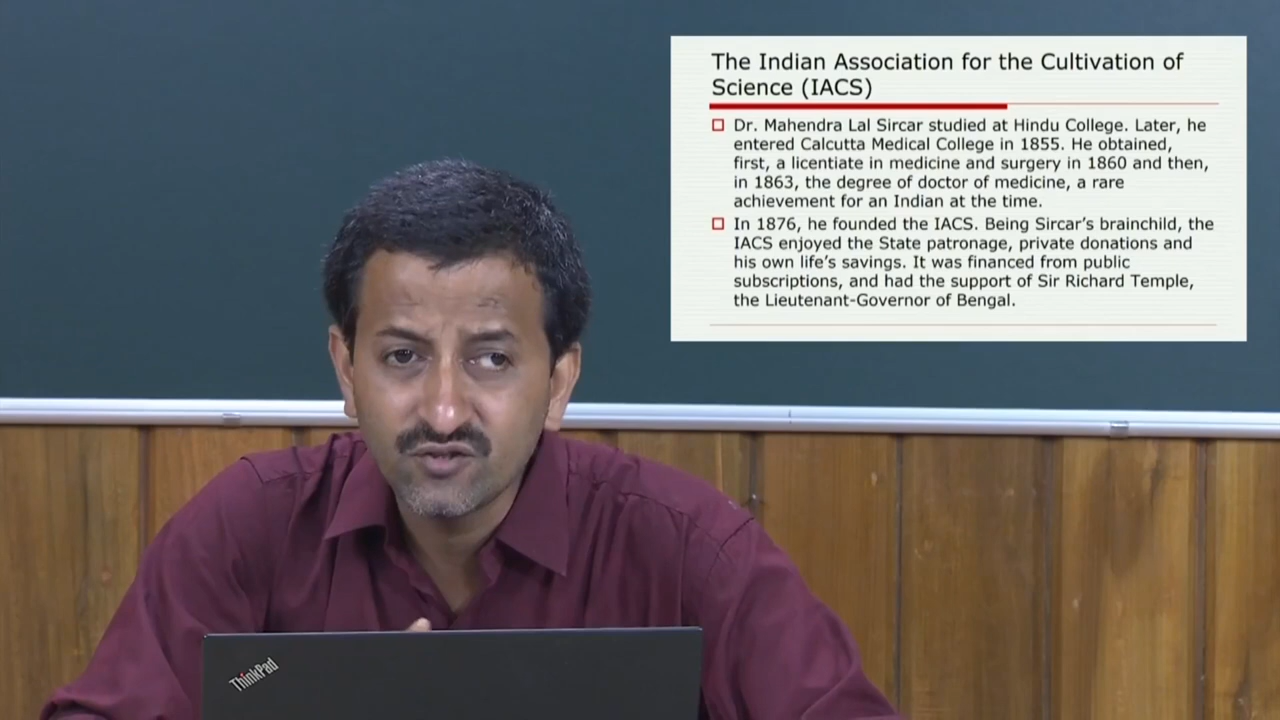 The Indian Association for the Cultivation of
Science (IACS)
Dr. Mahendra Lal Sircar studied at Hindu College. Later, he
entered Calcutta Medical College in 1855. He obtained,
first, a licentiate in medicine and surgery in 1860 and then,
in 1863, the degree of doctor of medicine, a rare
achievement for an Indian at the time.
In 1876, he founded the IACS. Being Sircar’s brainchild, the
IACS enjoyed the State patronage, private donations and
his own life’s savings. It was financed from public
subscriptions, and had the support of Sir Richard Temple,
the Lieutenant-Governor of Bengal.
ThinkPad